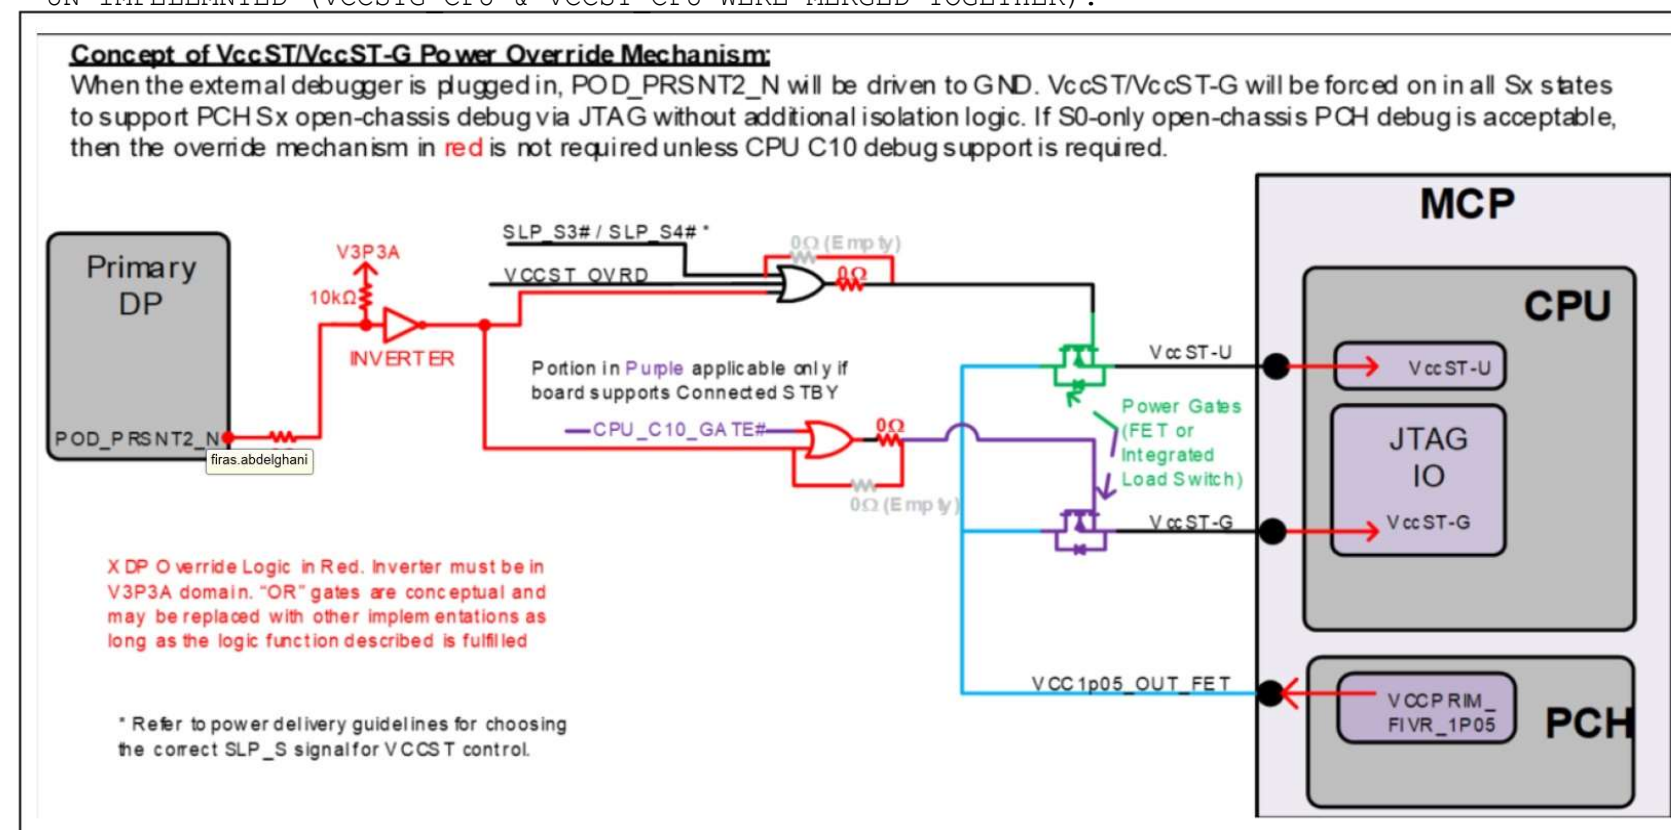 ON IMPLEEMNTED (VCCSTG_CPU & VCCST_CPU WERE MERGED TOGETHER).
Concept of VccST/VccST-G Power Override Mechanism:
When the external debugger is plugged in, POD_PRSNT2_N will be driven to GND. VccST/VccST-G will be forced on in all Sx states
to support PCH Sx open-chassis debug via JTAG without additional isolation logic. If S0-only open-chassis PCH debug is acceptable,
then the override mechanism in red is not required unless CPU C10 debug support is required.
MCP
Primary
DP
V3P3A
10kΩ
INVERTER
POD_PRSNT2_N
firas.abdelghani
SLP_S3# / SLP_S4# *
VCCST_OVRD
0Ω (Empty)
0Ω
Portion in Purple applicable only if
board supports Connected STBY
CPU_C10_GATE#
0Ω
0Ω (Empty)
VccST-U
Power Gates
(FET or
Integrated
Load Switch)
VccST-G
CPU
VccST-U
JTAG
IO
VccST-G
XDP Override Logic in Red. Inverter must be in
V3P3A domain. "OR" gates are conceptual and
may be replaced with other implementations as
long as the logic function described is fulfilled
VCC1p05_OUT_FET
VCCPRIM_
FIVR_1P05
PCH
* Refer to power delivery guidelines for choosing
the correct SLP_S signal for VCCST control.